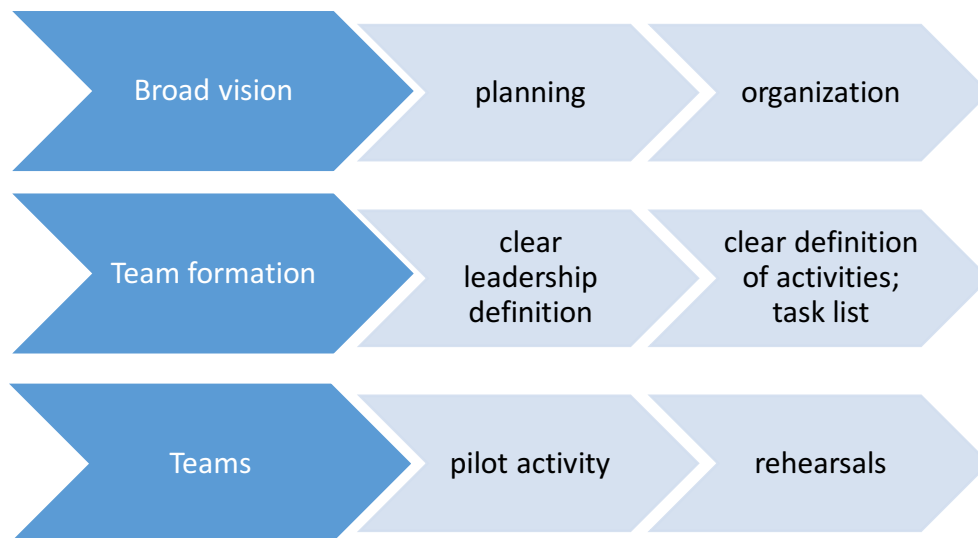 Broad vision
planning
organization
Team formation
clear
leadership
definition
clear definition
of activities;
task list
Teams
pilot activity
rehearsals